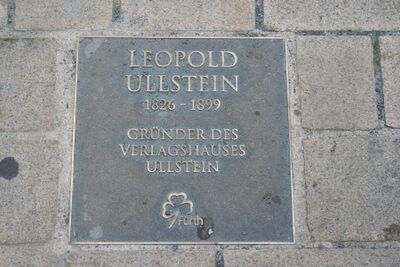 LEOPOLD
ULLSTEIN
1826 - 1899
GRÜNDER DES
VERLAGSHAUSES
ULLSTEIN
Fürth